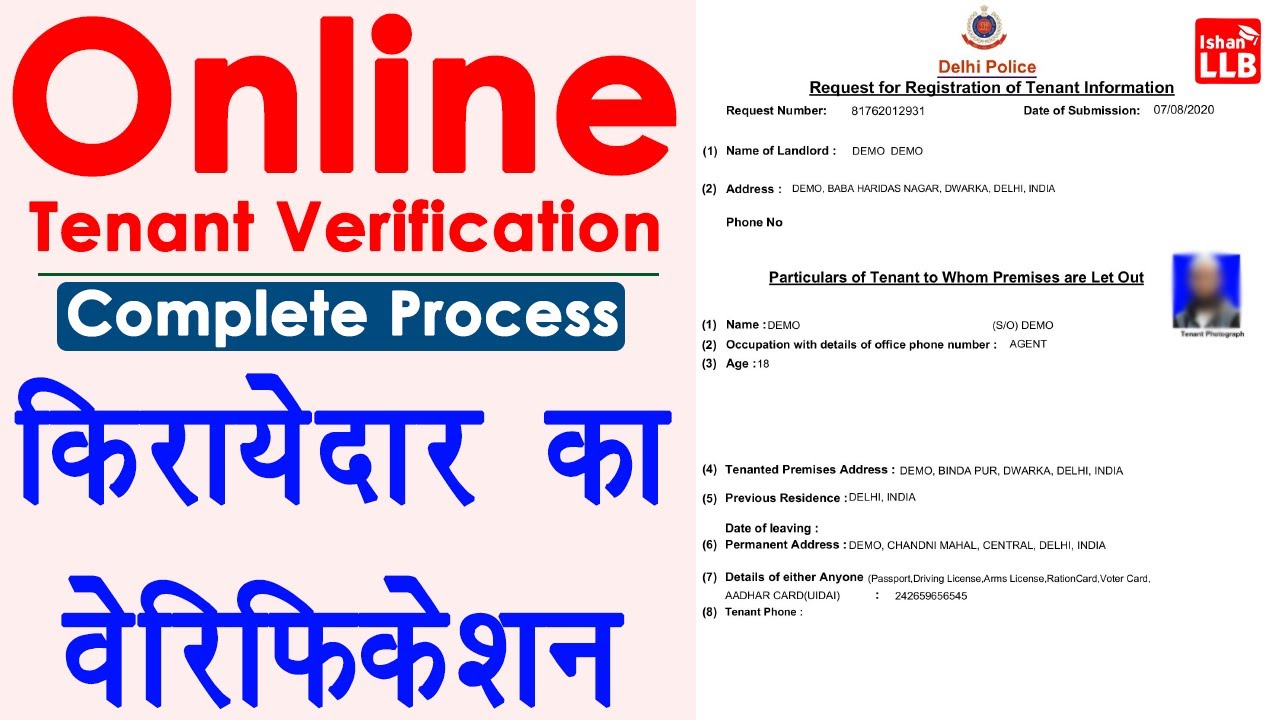 Online
Tenant Verification
Complete Process
किरायेदार का
वेरिफिकेशन
Ishan
LLB
Delhi Police
Request for Registration of Tenant Information
Request Number: 81762012931 Date of Submission: 07/08/2020
(1) Name of Landlord : DEMO DEMO
(2) Address : DEMO, BABA HARIDAS NAGAR, DWARKA, DELHI, INDIA
Phone No
Particulars of Tenant to Whom Premises are Let Out
Tenant Photograph
(1) Name : DEMO (S/O) DEMO
(2) Occupation with details of office phone number : AGENT
(3) Age : 18
(4) Tenanted Premises Address : DEMO, BINDA PUR, DWARKA, DELHI, INDIA
(5) Previous Residence : DELHI, INDIA
Date of leaving :
(6) Permanent Address : DEMO, CHANDNI MAHAL, CENTRAL, DELHI, INDIA
(7) Details of either Anyone (Passport,Driving License,Arms License,RationCard,Voter Card,
AADHAR CARD(UIDAI) : 242659656545
(8) Tenant Phone :